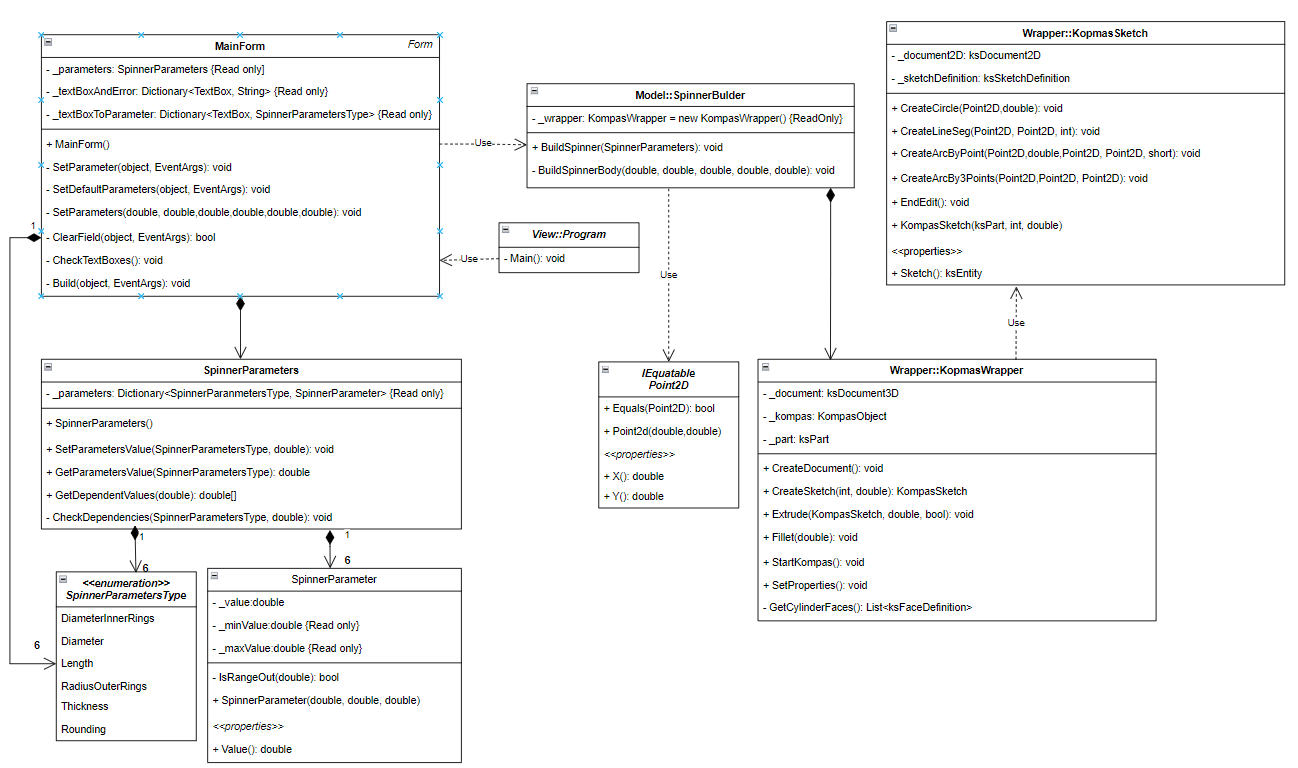 MainForm
Form
- _parameters: SpinnerParameters {Read only]
- _textBoxAndError: Dictionary<TextBox, String> {Read only}
- _textBoxToParameter: Dictionary<TextBox, SpinnerParametersType> {Read only}
+ MainForm()
- SetParameter(object, EventArgs): void
- SetDefaultParameters(object, EventArgs): void
- SetParameters(double, double,double,double,double,double): void
- ClearField(object, EventArgs): bool
- CheckTextBoxes(): void
- Build(object, EventArgs): void
1
6
Use
Model::SpinnerBulder
- _wrapper: KompasWrapper = new KompasWrapper() {ReadOnly}
+ BuildSpinner(SpinnerParameters): void
- BuildSpinnerBody(double, double, double, double, double): void
View::Program
- Main(): void
Use
Use
Wrapper::KopmasSketch
- _document2D: ksDocument2D
- _sketchDefinition: ksSketchDefinition
+ CreateCircle(Point2D,double): void
+ CreateLineSeg(Point2D, Point2D, int): void
+ CreateArcByPoint(Point2D,double,Point2D, Point2D, short): void
+ CreateArcBy3Points(Point2D,Point2D, Point2D): void
+ EndEdit(): void
+ KompasSketch(ksPart, int, double)
<<properties>>
+ Sketch(): ksEntity
Use
SpinnerParameters
- _parameters: Dictionary<SpinnerParanmetersType, SpinnerParameter> {Read only}
+ SpinnerParameters()
+ SetParametersValue(SpinnerParametersType, double): void
+ GetParametersValue(SpinnerParametersType): double
+ GetDependentValues(double): double[]
- CheckDependencies(SpinnerParametersType, double): void
1
6
1
6
IEquatable
Point2D
+ Equals(Point2D): bool
+ Point2d(double,double)
<<properties>>
+ X(): double
+ Y(): double
Wrapper::KopmasWrapper
- _document: ksDocument3D
- _kompas: KompasObject
- _part: ksPart
+ CreateDocument(): void
+ CreateSketch(int, double): KompasSketch
+ Extrude(KompasSketch, double, bool): void
+ Fillet(double): void
+ StartKompas(): void
+ SetProperties(): void
- GetCylinderFaces(): List<ksFaceDefinition>
<<enumeration>>
SpinnerParametersType
DiameterInnerRings
Diameter
Length
RadiusOuterRings
Thickness
Rounding
SpinnerParameter
- _value:double
- _minValue:double {Read only}
- _maxValue:double {Read only}
- IsRangeOut(double): bool
+ SpinnerParameter(double, double, double)
<<properties>>
+ Value(): double